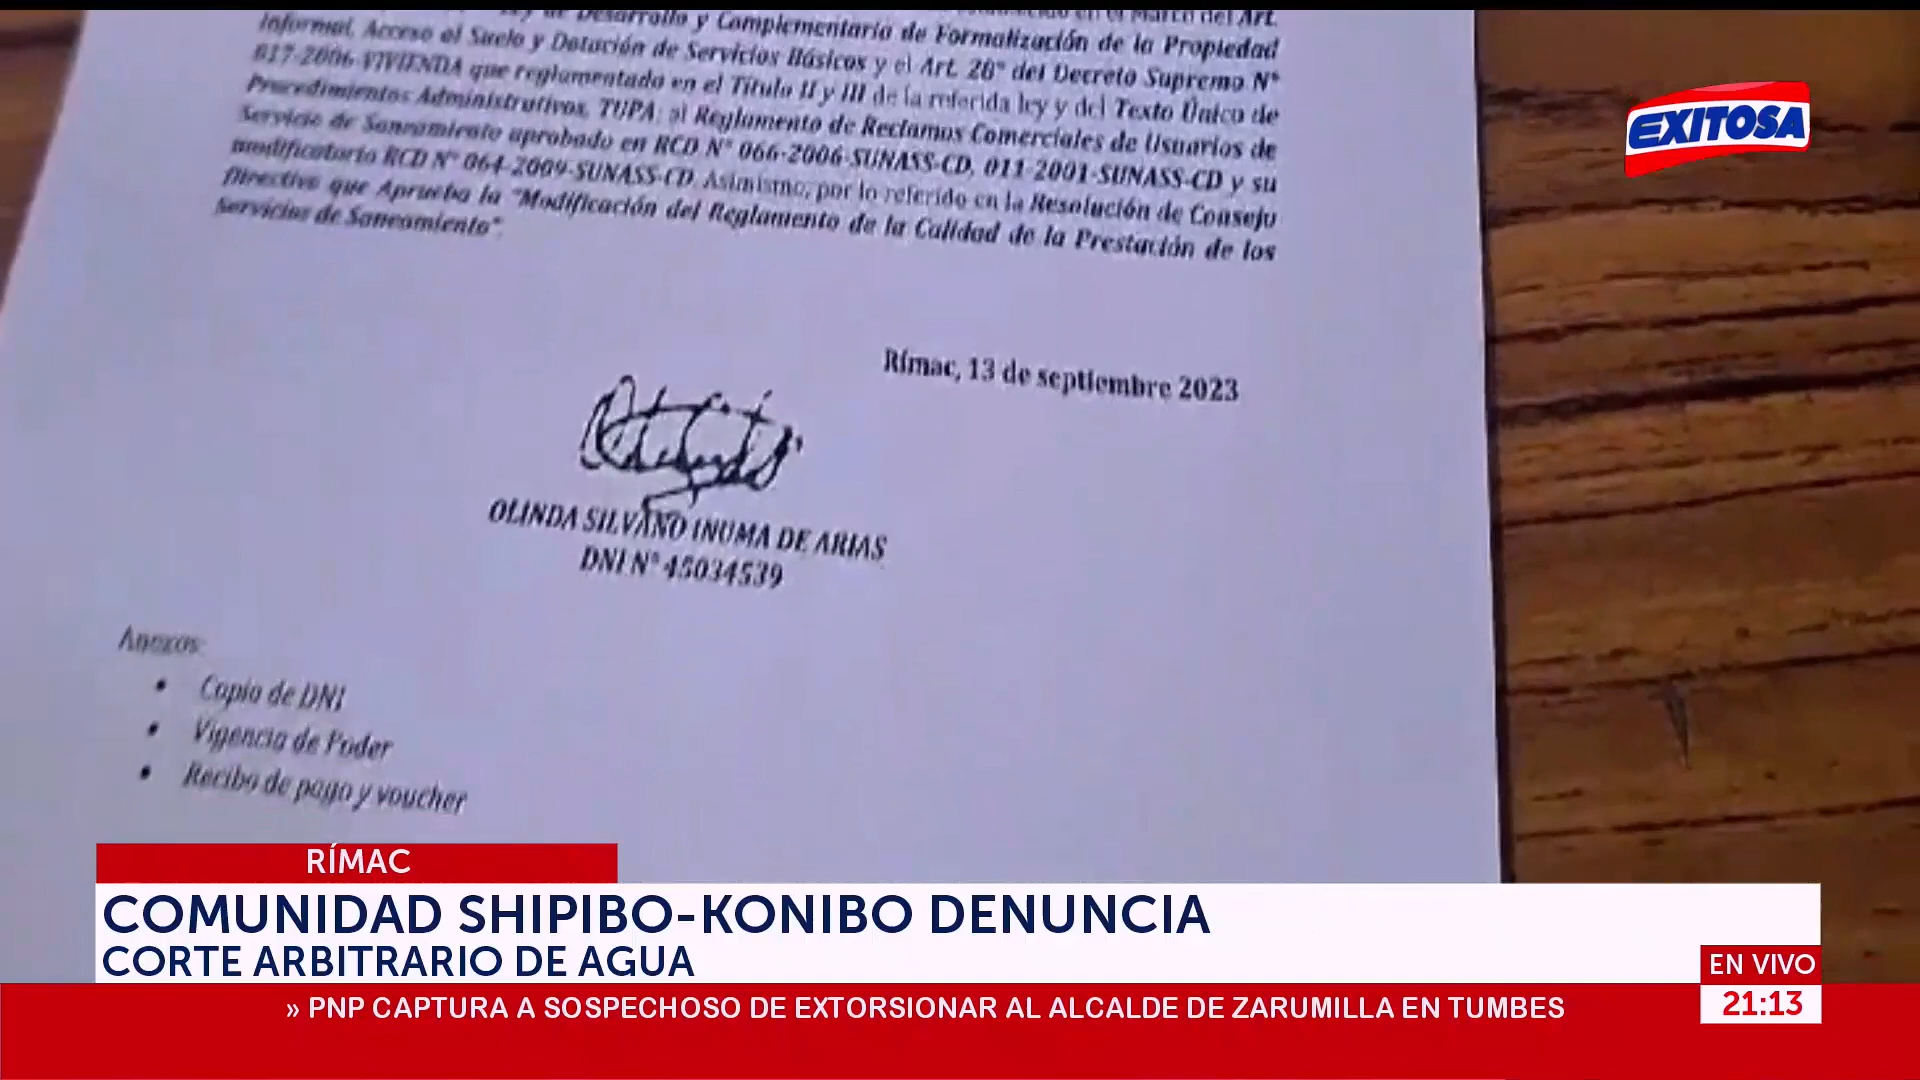 Desarrollo y Complementaria de Formalización de la Propiedad
Informal, Acceso al Suelo y Dotación de Servicios Básicos y el Art. 28° del Decreto Supremo N°
017-2006-VIVIENDA que reglamentado en el Titulo II y III de la referida ley y del Texto Único de
Procedimientos Administrativos, TUPA; al Reglamento de Reclamos Comerciales de Usuarios de
Servicio de Saneamiento aprobado en RCD N° 066-2006-SUNASS-CD, 011-2001-SUNASS-CD y su
modificatoria RCD N° 064-2009-SUNASS-CD. Asimismo, por lo referido en la Resolución de Consejo
Directivo que Aprueba la "Modificación del Reglamento de la Calidad de la Prestación de los
Servicios de Saneamiento".
EXITOSA
Rímac, 13 de septiembre 2023
OLINDA SILVANO INUMA DE ARIAS
DNI N° 45034539
Anexos:
• Copia de DNI
• Vigencia de Poder
• Recibo de pago y voucher
RÍMAC
COMUNIDAD SHIPIBO-KONIBO DENUNCIA
CORTE ARBITRARIO DE AGUA
EN VIVO
21:13
» PNP CAPTURA A SOSPECHOSO DE EXTORSIONAR AL ALCALDE DE ZARUMILLA EN TUMBES